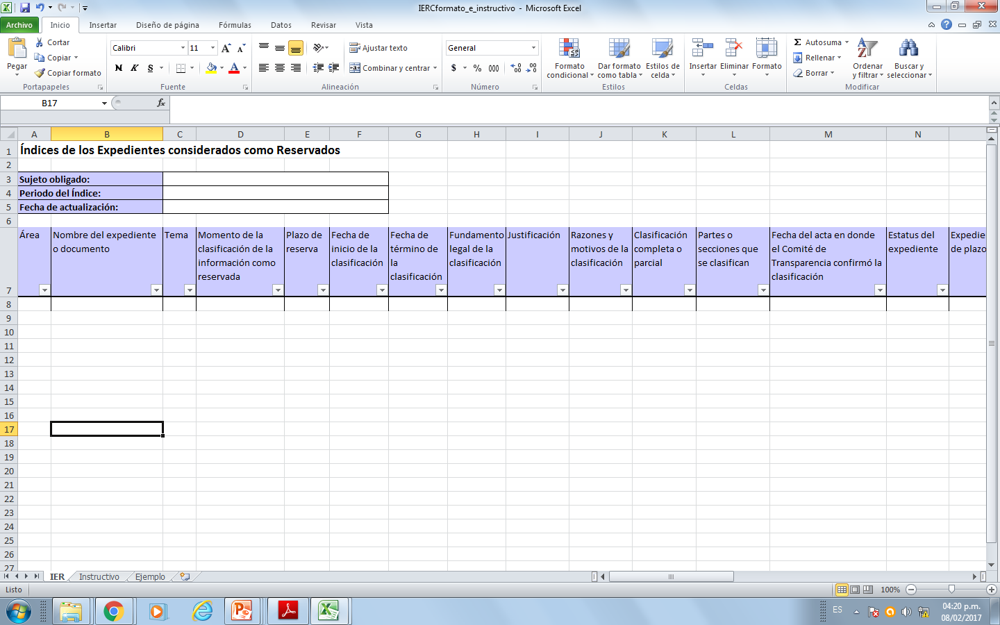 IERCformato_e_instructivo - Microsoft Excel
Archivo Inicio Insertar Diseño de página Fórmulas Datos Revisar Vista
Pegar
Cortar
Copiar
Copiar formato
Portapapeles
Calibri 11
N K S
Fuente
Ajustar texto
Combinar y centrar
Alineación
General
$ % 000
Número
Formato condicional
Dar formato como tabla
Estilos de celda
Estilos
Insertar Eliminar Formato
Celdas
Autosuma
Rellenar
Borrar
Ordenar y filtrar
Buscar y seleccionar
Modificar
B17 fx
A B C D E F G H I J K L M N
1 Índices de los Expedientes considerados como Reservados
2
3 Sujeto obligado:
4 Periodo del Índice:
5 Fecha de actualización:
6
Área
Nombre del expediente
o documento
Tema
Momento de la
clasificación de la
información como
reservada
Plazo de
reserva
Fecha de
inicio de la
clasificación
Fecha de
término de
la
clasificación
Fundamento
legal de la
clasificación
Justificación
Razones y
motivos de la
clasificación
Clasificación
completa o
parcial
Partes o
secciones que
se clasifican
Fecha del acta en donde
el Comité de
Transparencia confirmó la
clasificación
Estatus del
expediente
Expedie
de plazo
7
8
9
10
11
12
13
14
15
16
17
18
19
20
21
22
23
24
25
26
27
IER Instructivo Ejemplo
Listo 100%
ES 04:20 p.m.
08/02/2017